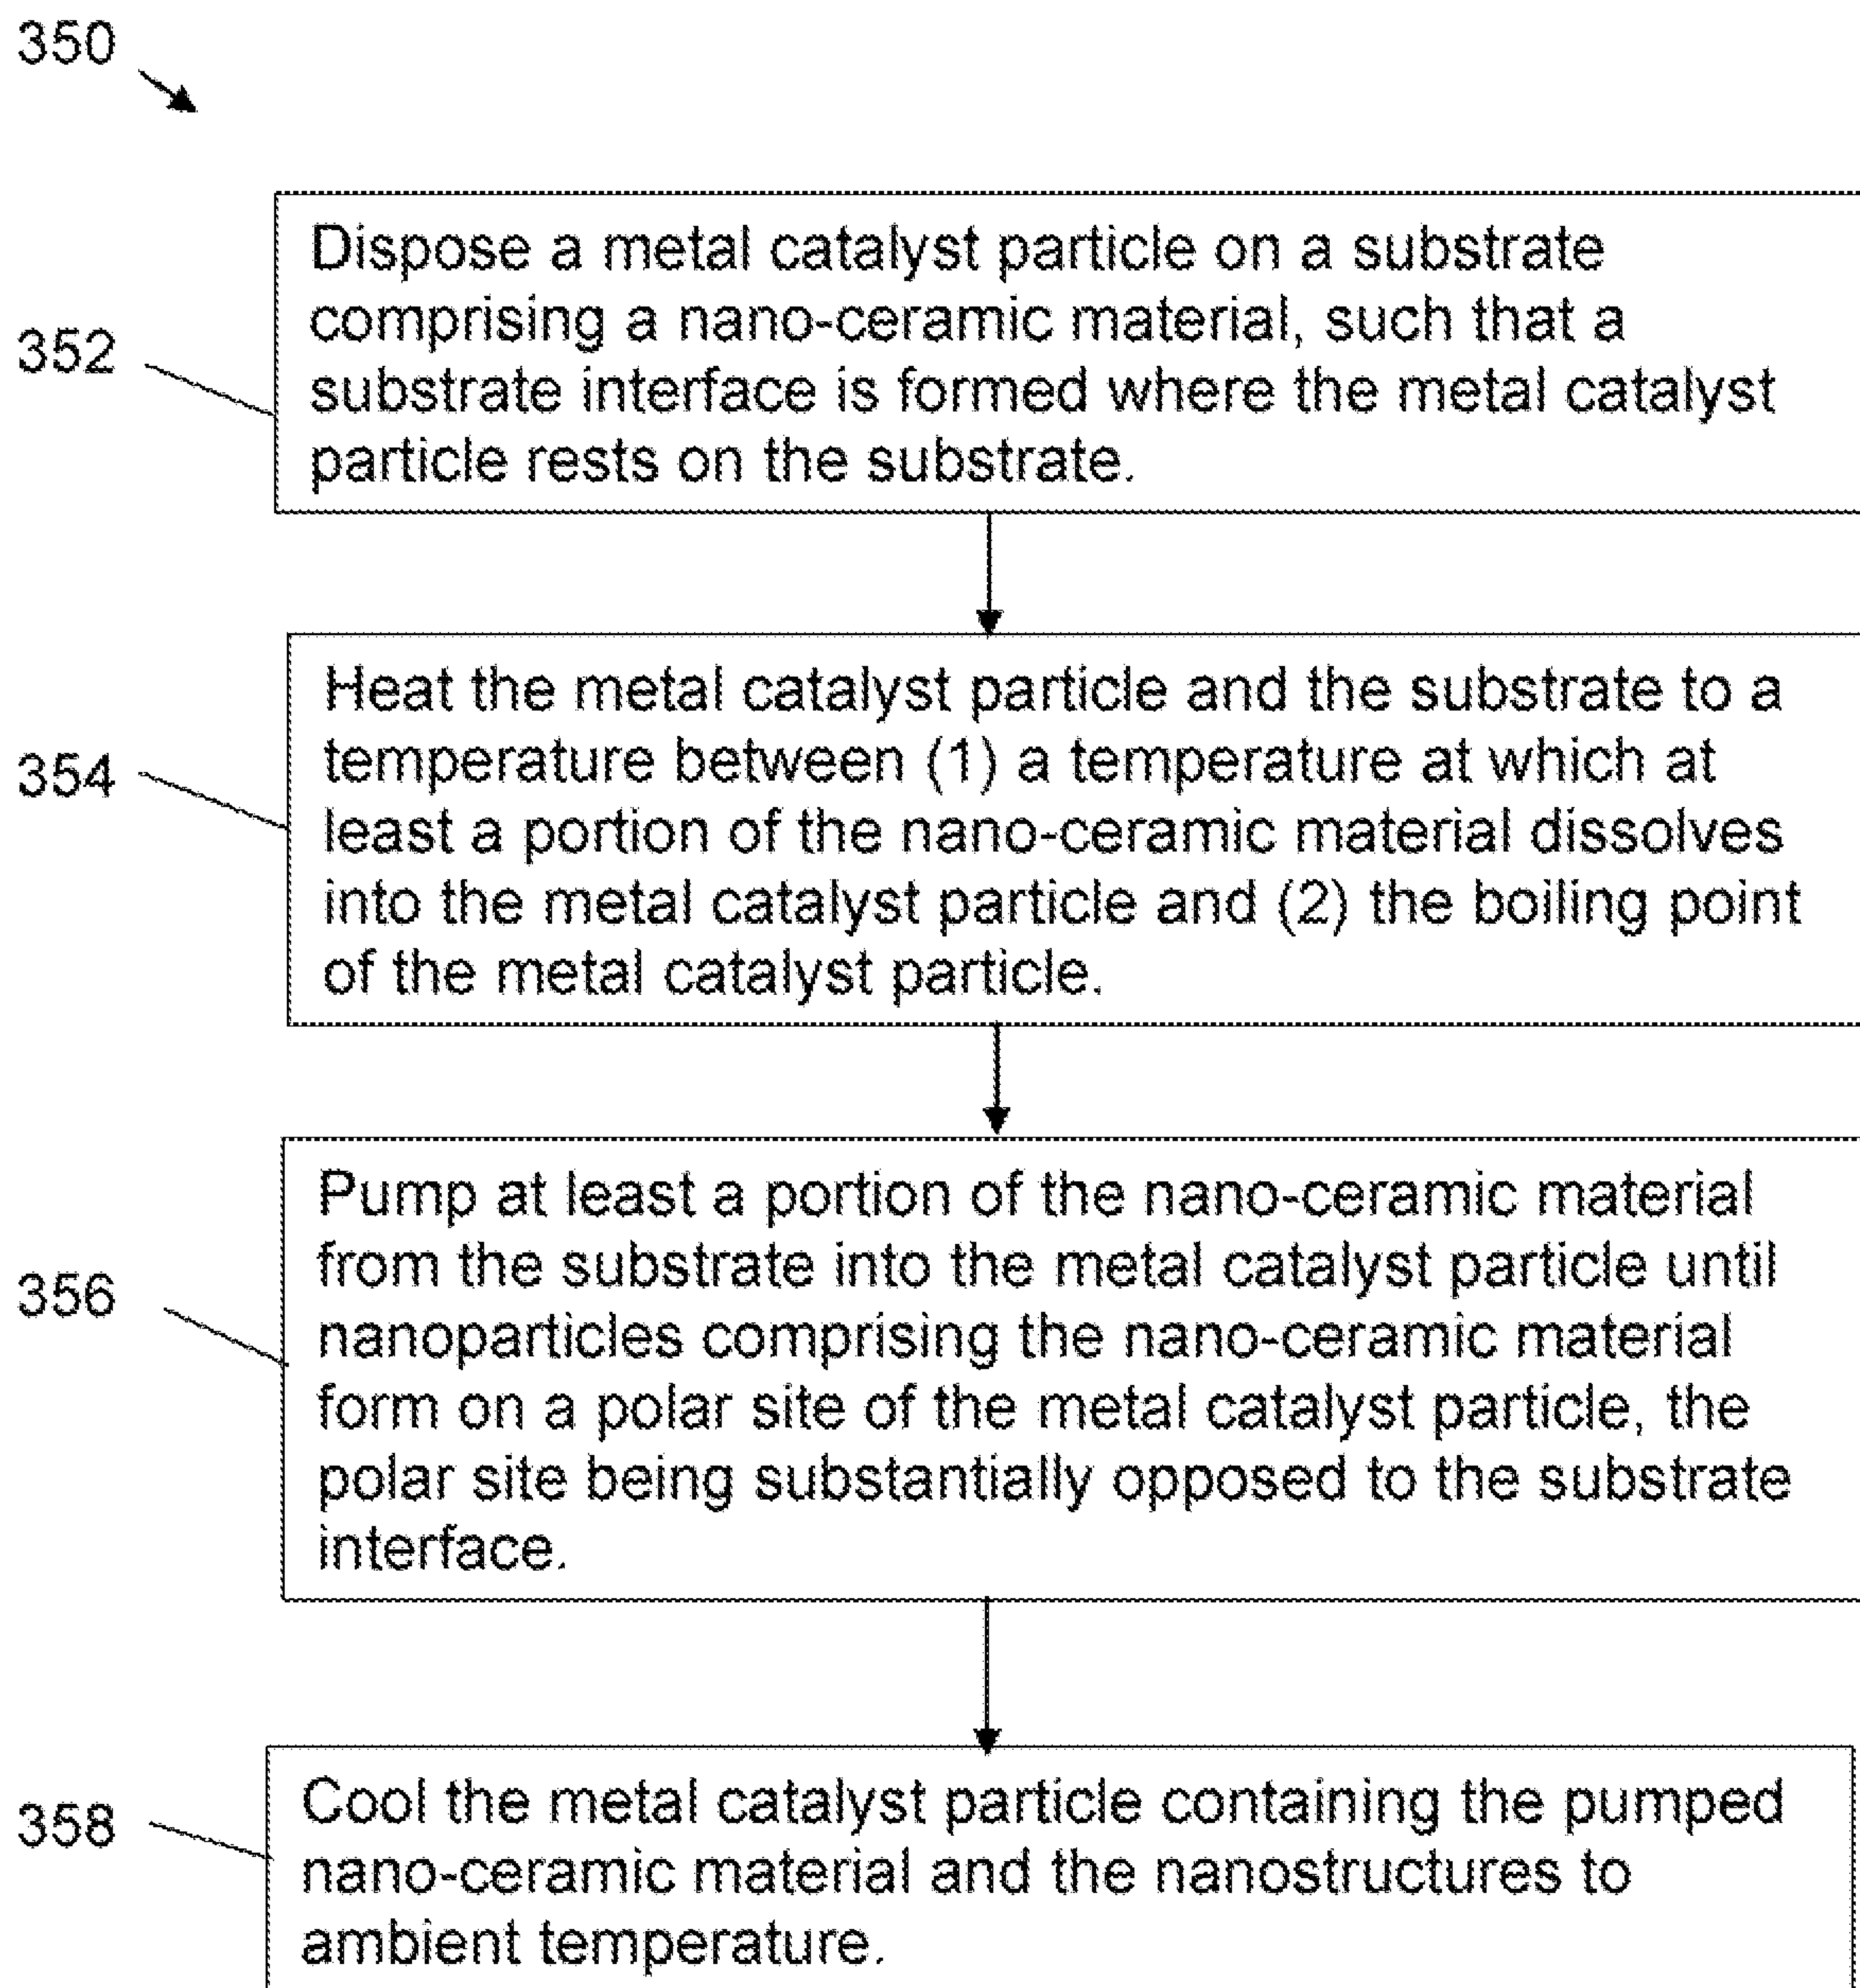 350
352
Dispose a metal catalyst particle on a substrate
comprising a nano-ceramic material, such that a
substrate interface is formed where the metal catalyst
particle rests on the substrate.
354
Heat the metal catalyst particle and the substrate to a
temperature between (1) a temperature at which at
least a portion of the nano-ceramic material dissolves
into the metal catalyst particle and (2) the boiling point
of the metal catalyst particle.
356
Pump at least a portion of the nano-ceramic material
from the substrate into the metal catalyst particle until
nanoparticles comprising the nano-ceramic material
form on a polar site of the metal catalyst particle, the
polar site being substantially opposed to the substrate
interface.
358
Cool the metal catalyst particle containing the pumped
nano-ceramic material and the nanostructures to
ambient temperature.